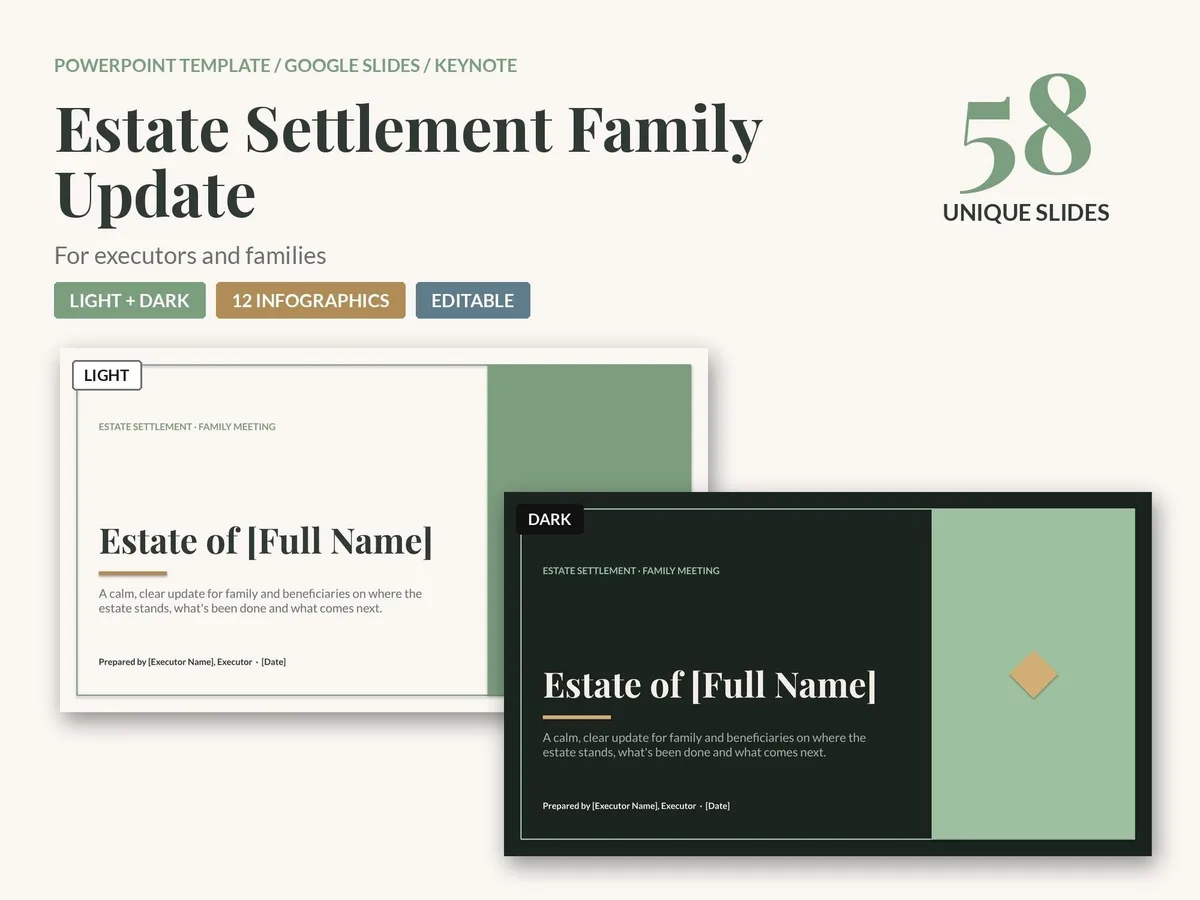 POWERPOINT TEMPLATE / GOOGLE SLIDES / KEYNOTE
Estate Settlement Family
Update
For executors and families
LIGHT + DARK
12 INFOGRAPHICS
EDITABLE
58
UNIQUE SLIDES
LIGHT
ESTATE SETTLEMENT · FAMILY MEETING
Estate of [Full Name]
A calm, clear update for family and beneficiaries on where the
estate stands, what's been done and what comes next.
Prepared by [Executor Name], Executor · [Date]
DARK
ESTATE SETTLEMENT · FAMILY MEETING
Estate of [Full Name]
A calm, clear update for family and beneficiaries on where the
estate stands, what's been done and what comes next.
Prepared by [Executor Name], Executor · [Date]